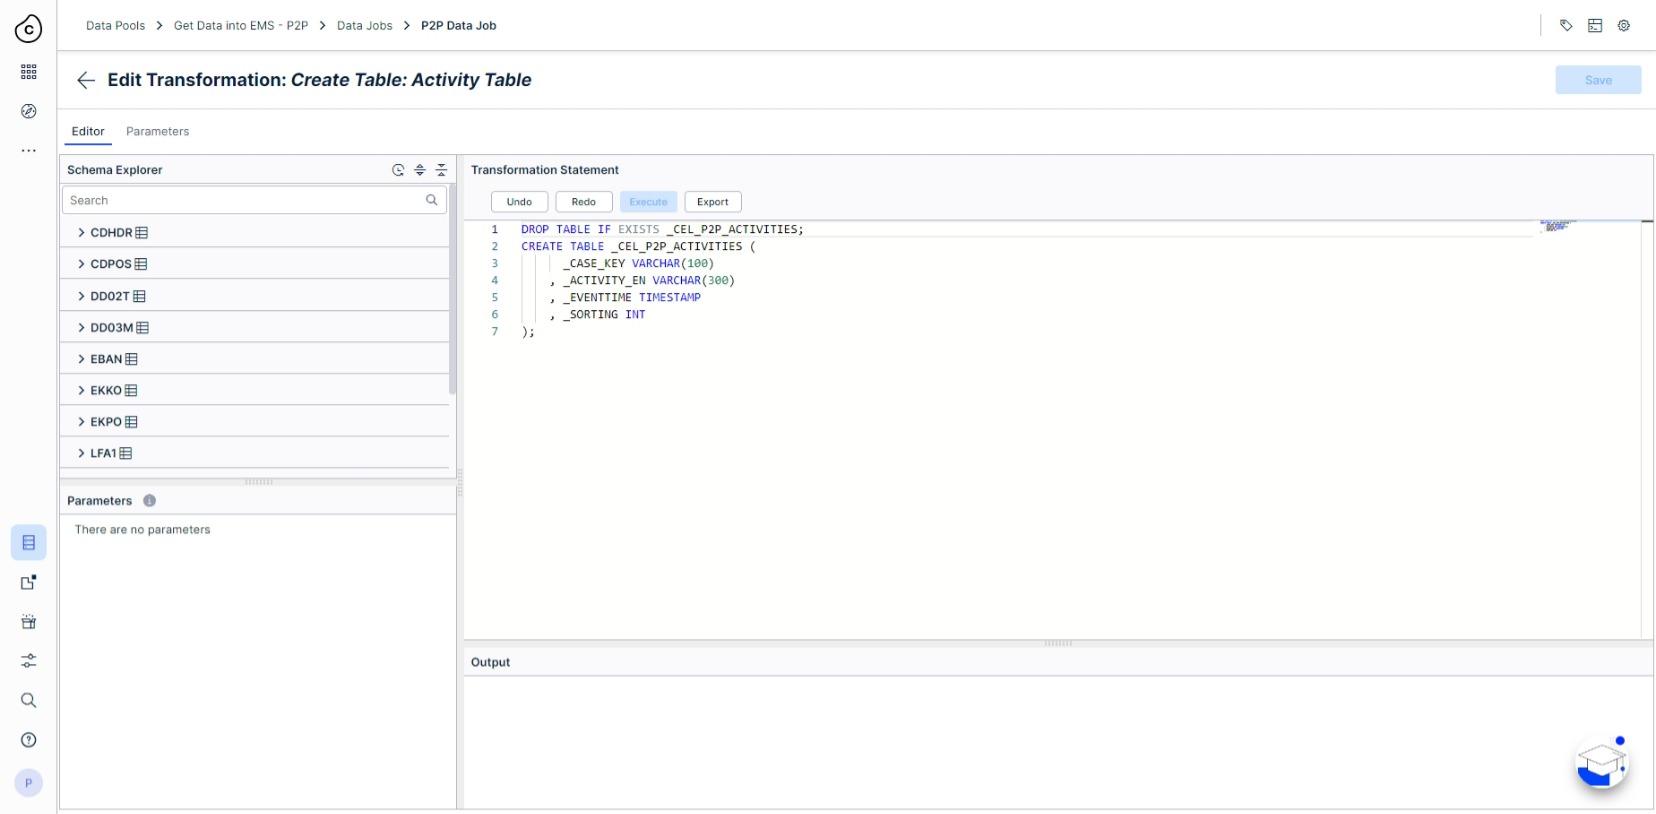 C
Data Pools > Get Data into EMS - P2P > Data Jobs > P2P Data Job
Edit Transformation: Create Table: Activity Table
Save
Editor Parameters
Schema Explorer
Search
CDHDR
CDPOS
DD02T
DD03M
EBAN
EKKO
EKPO
LFA1
Parameters
There are no parameters
Transformation Statement
Undo Redo Execute Export
1 DROP TABLE IF EXISTS _CEL_P2P_ACTIVITIES;
2 CREATE TABLE _CEL_P2P_ACTIVITIES (
3 _CASE_KEY VARCHAR(100)
4 , _ACTIVITY_EN VARCHAR(300)
5 , _EVENTTIME TIMESTAMP
6 , _SORTING INT
7 );
Output
P